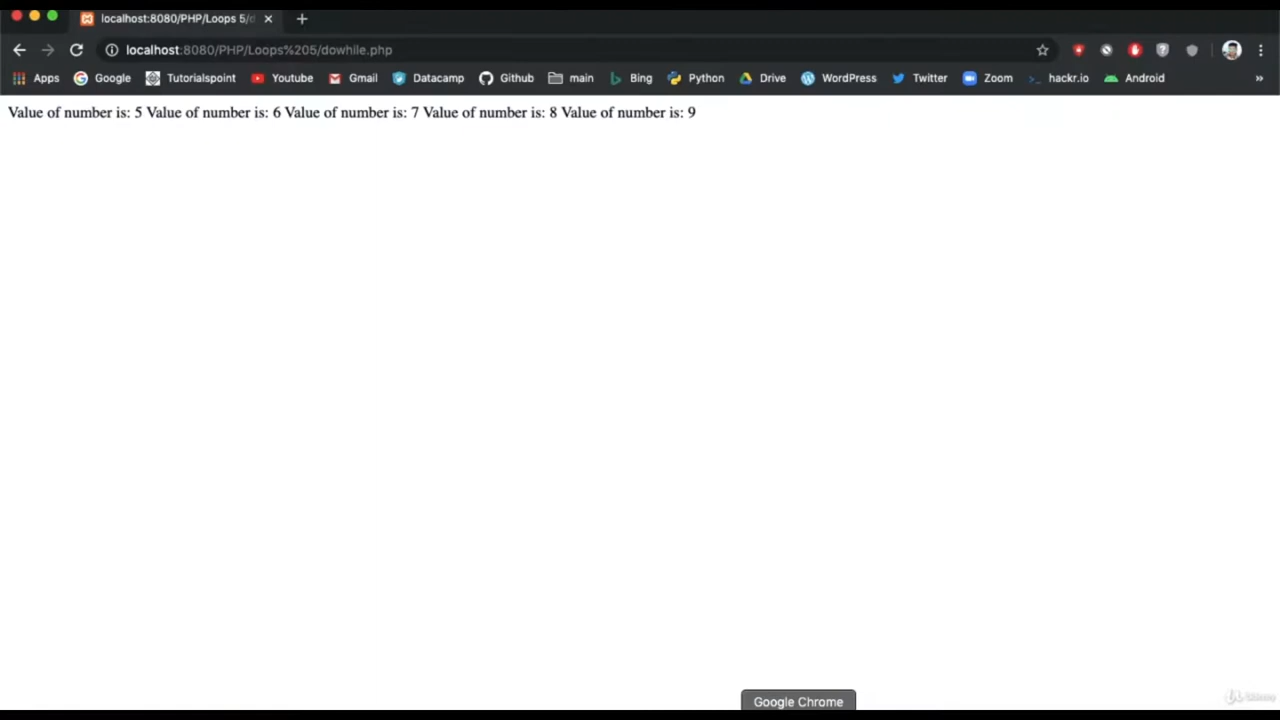 localhost:8080/PHP/Loops 5/d
localhost:8080/PHP/Loops%205/dowhile.php
Apps Google Tutorialspoint Youtube Gmail Datacamp Github main Bing Python Drive WordPress Twitter Zoom hackr.io Android »
Value of number is: 5 Value of number is: 6 Value of number is: 7 Value of number is: 8 Value of number is: 9
Google Chrome